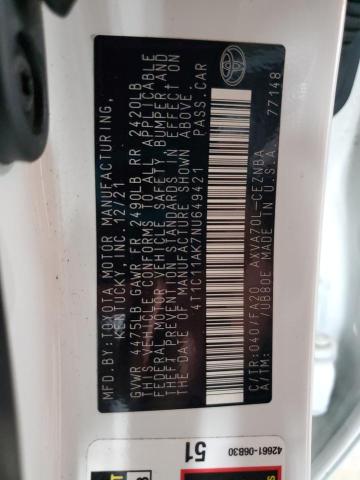 MFD. BY: TOYOTA MOTOR MANUFACTURING,
KENTUCKY, INC. 12/21
GVWR 4475LB GAWR FR 2490LB RR 2420LB
THIS VEHICLE CONFORMS TO ALL APPLICABLE
FEDERAL MOTOR VEHICLE SAFETY, BUMPER, AND
THEFT PREVENTION STANDARDS IN EFFECT ON
THE DATE OF MANUFACTURE SHOWN ABOVE.
4T1C11AK7NU649421 PASS. CAR
C/TR: 040/FA20 AXVA70L-CEZNBA
A/TM: /UB80E MADE IN U.S.A. 77148
42661-06B30
51